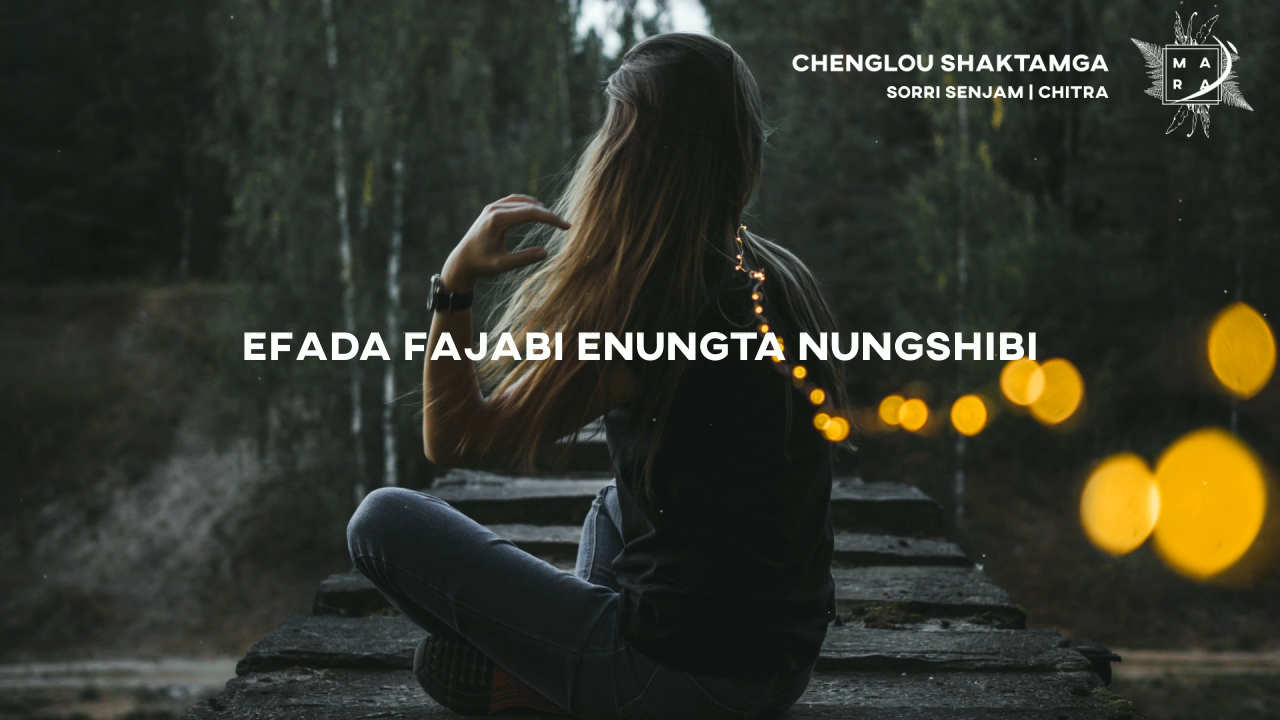 CHENGLOU SHAKTAMGA
SORRI SENJAM | CHITRA
M A
R A
EFADA FAJABI ENUNGTA NUNGSHIBI